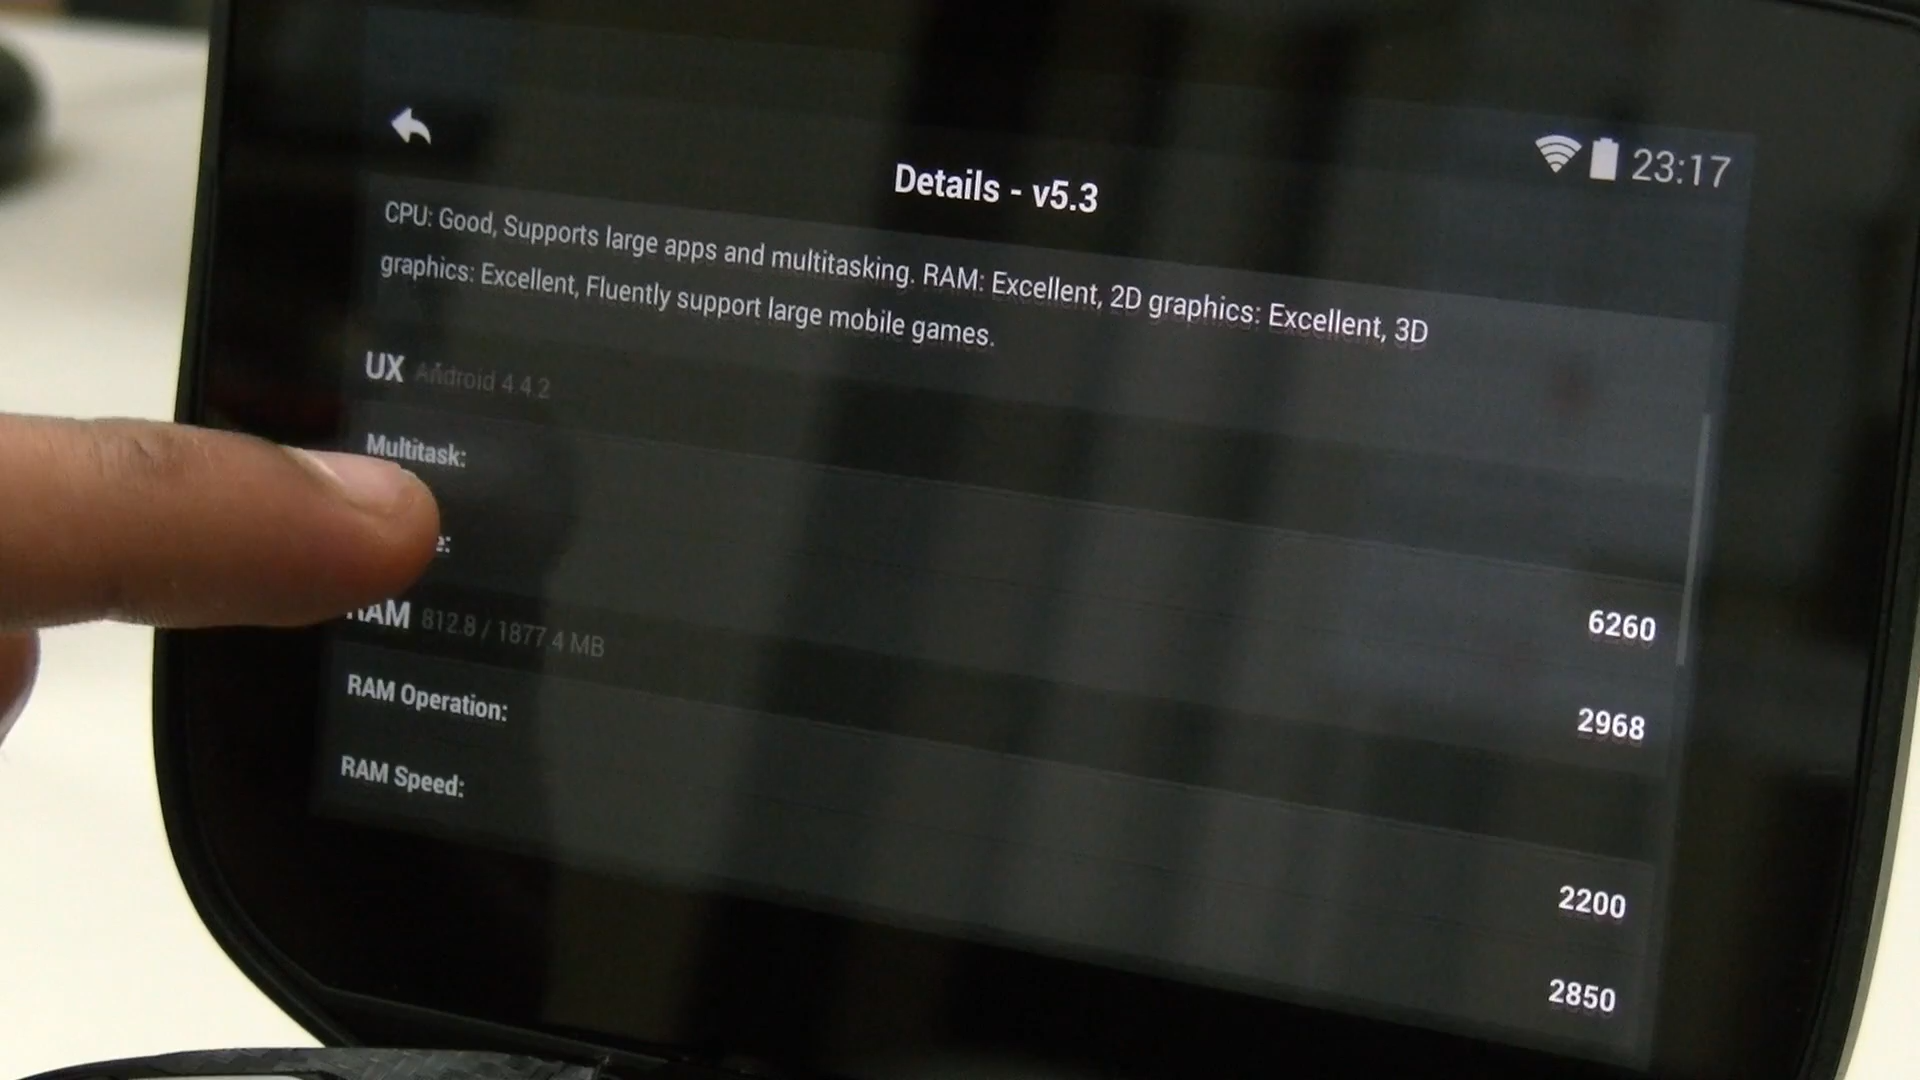 23:17
Details - v5.3
CPU: Good, Supports large apps and multitasking. RAM: Excellent, 2D graphics: Excellent, 3D
graphics: Excellent, Fluently support large mobile games.
UX Android 4.4.2
Multitask: 6260
2968
RAM 812.8 / 1877.4 MB
RAM Operation: 2200
RAM Speed: 2850